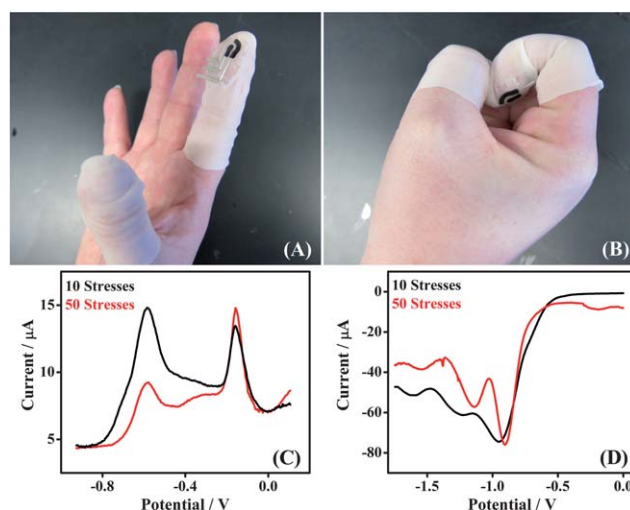 (A)
(B)
10 Stresses
50 Stresses
15
10
5
Current / µA
-0.8
-0.4
0.0
Potential / V
(C)
10 Stresses
50 Stresses
0
-20
-40
-60
-80
Current / µA
-1.5
-1.0
-0.5
0.0
Potential / V
(D)